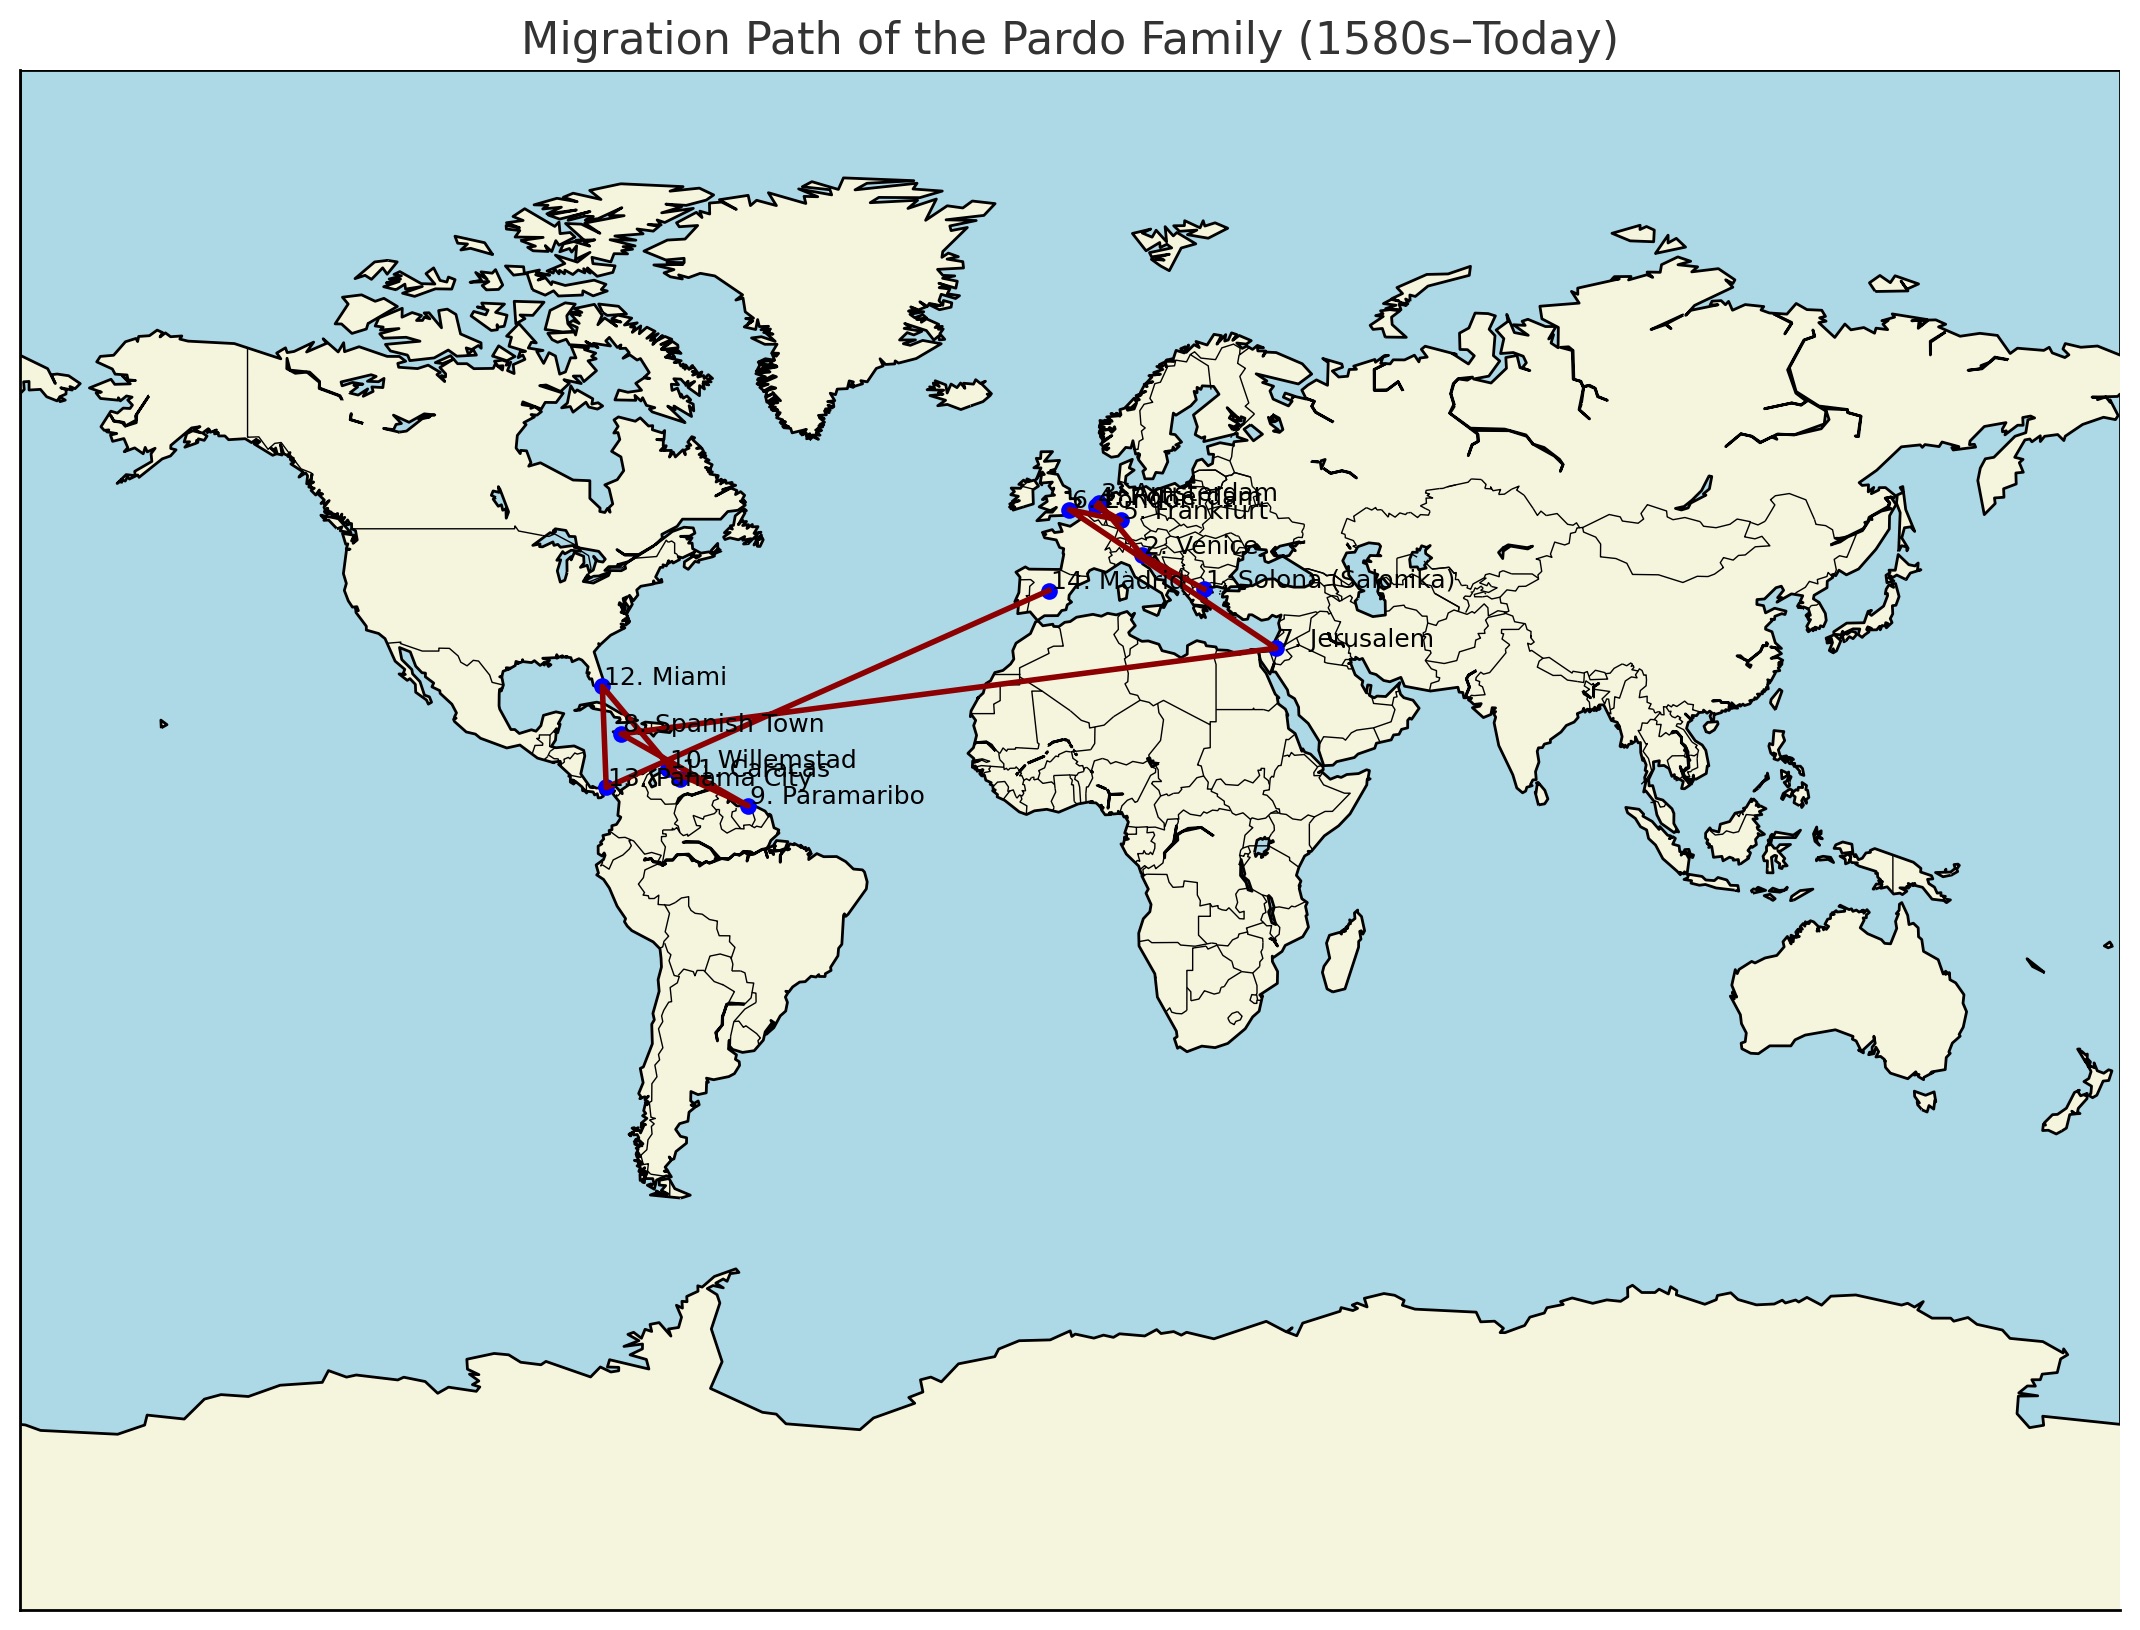 Migration Path of the Pardo Family (1580s–Today)
3. Amsterdam
4. Rotterdam
6. London
5. Frankfurt
2. Venice
14. Madrid
1. Solona (Salonika)
7. Jerusalem
12. Miami
8. Spanish Town
10. Willemstad
11. Caracas
13. Panama City
9. Paramaribo